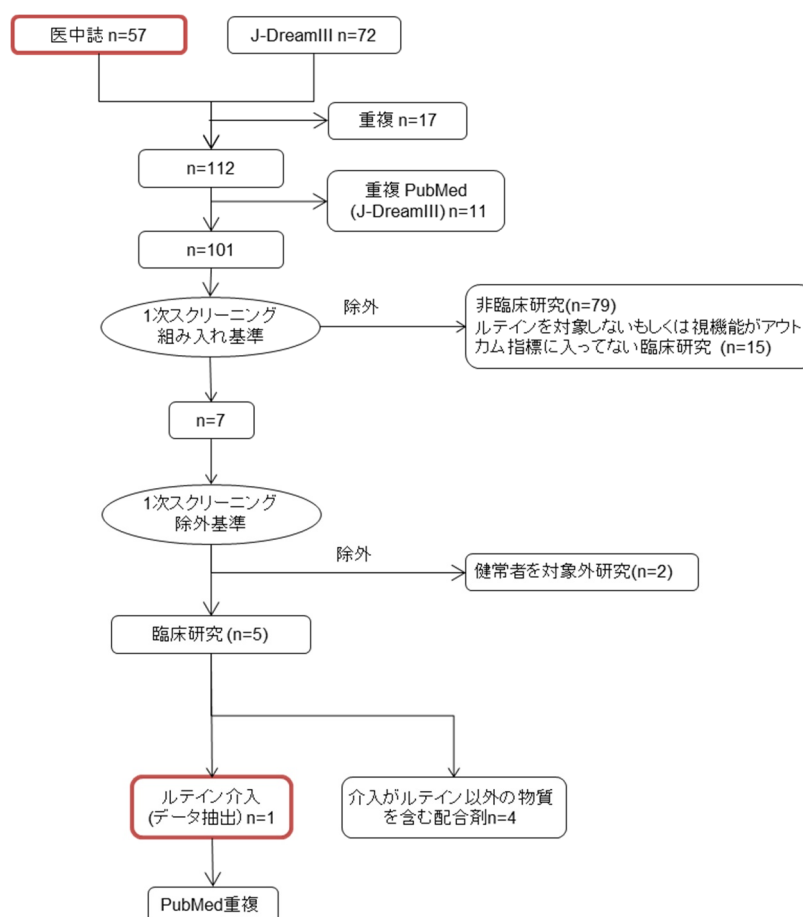 医中誌 n=57
J-DreamIII n=72
重複 n=17
n=112
重複 PubMed
(J-DreamIII) n=11
n=101
1次スクリーニング
組み入れ基準
除外
非臨床研究(n=79)
ルテインを対象しないもしくは視機能がアウト
カム指標に入ってない臨床研究 (n=15)
n=7
1次スクリーニング
除外基準
除外
健常者を対象外研究(n=2)
臨床研究 (n=5)
ルテイン介入
(データ抽出) n=1
介入がルテイン以外の物質
を含む配合剤n=4
PubMed重複